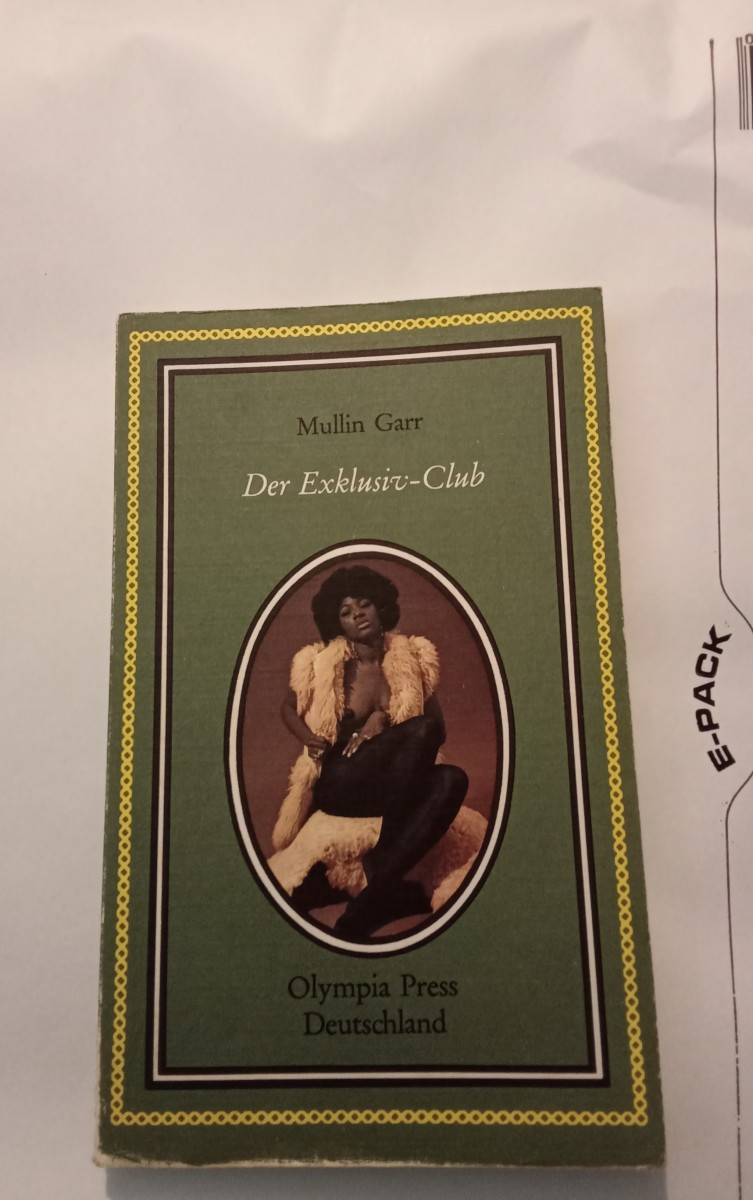 Mullin Garr
Der Exklusiv-Club
Olympia Press
Deutschland
E-PACK